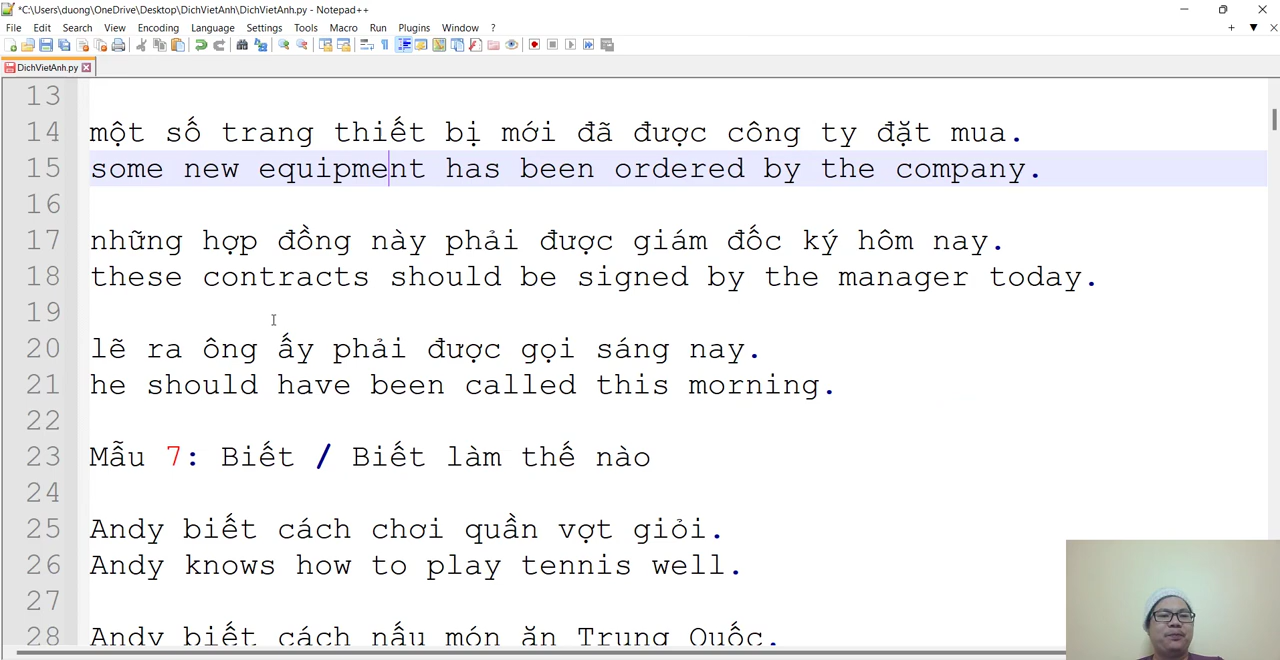 *C:\Users\duong\OneDrive\Desktop\DichVietAnh\DichVietAnh.py - Notepad++
File Edit Search View Encoding Language Settings Tools Macro Run Plugins Window ?
DichVietAnh.py
13
14 một số trang thiết bị mới đã được công ty đặt mua.
15 some new equipment has been ordered by the company.
16
17 những hợp đồng này phải được giám đốc ký hôm nay.
18 these contracts should be signed by the manager today.
19
20 lẽ ra ông ấy phải được gọi sáng nay.
21 he should have been called this morning.
22
23 Mẫu 7: Biết / Biết làm thế nào
24
25 Andy biết cách chơi quần vợt giỏi.
26 Andy knows how to play tennis well.
27
28 Andy biết cách nấu món ăn Trung Quốc.